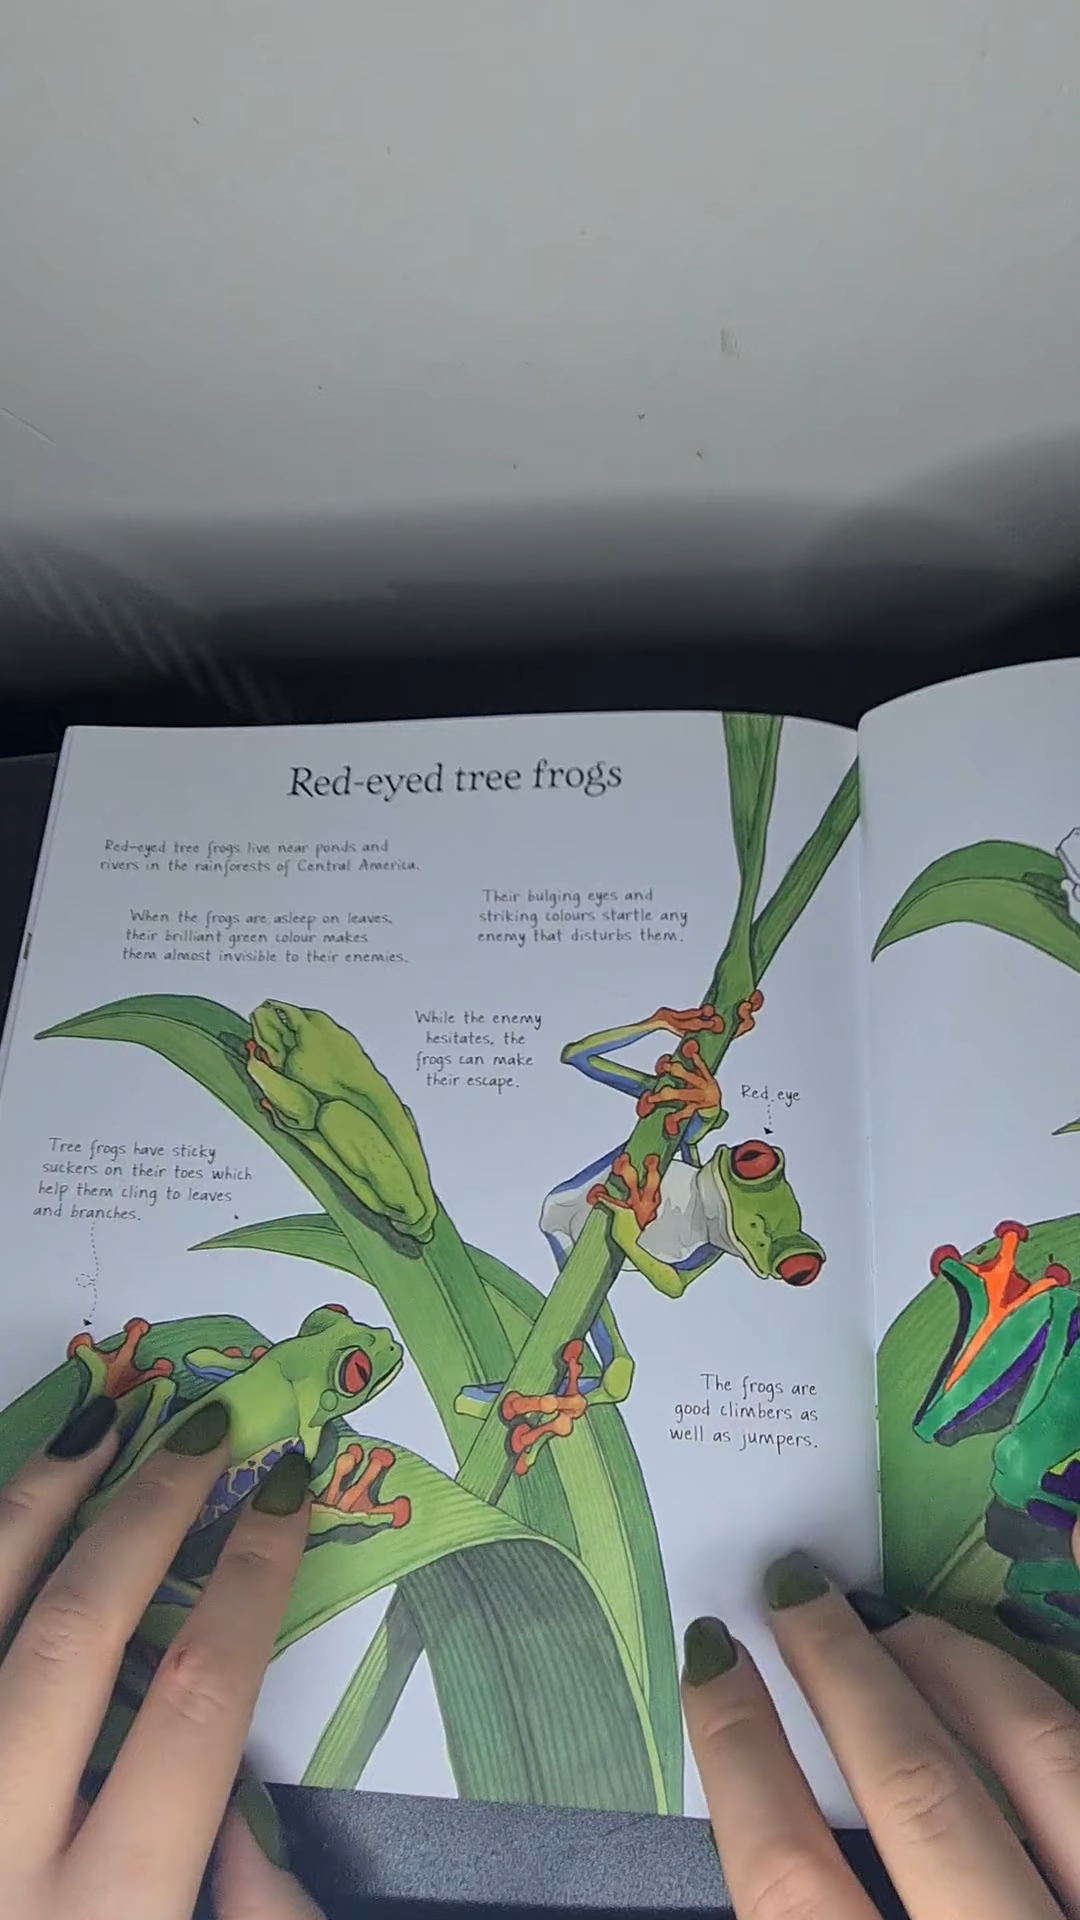 Red-eyed tree frogs
Red-eyed tree frogs live near ponds and
rivers in the rainforests of Central America.
When the frogs are asleep on leaves,
their brilliant green colour makes
them almost invisible to their enemies.
Their bulging eyes and
striking colours startle any
enemy that disturbs them.
While the enemy
hesitates, the
frogs can make
their escape.
Red eye
Tree frogs have sticky
suckers on their toes which
help them cling to leaves
and branches.
The frogs are
good climbers as
well as jumpers.